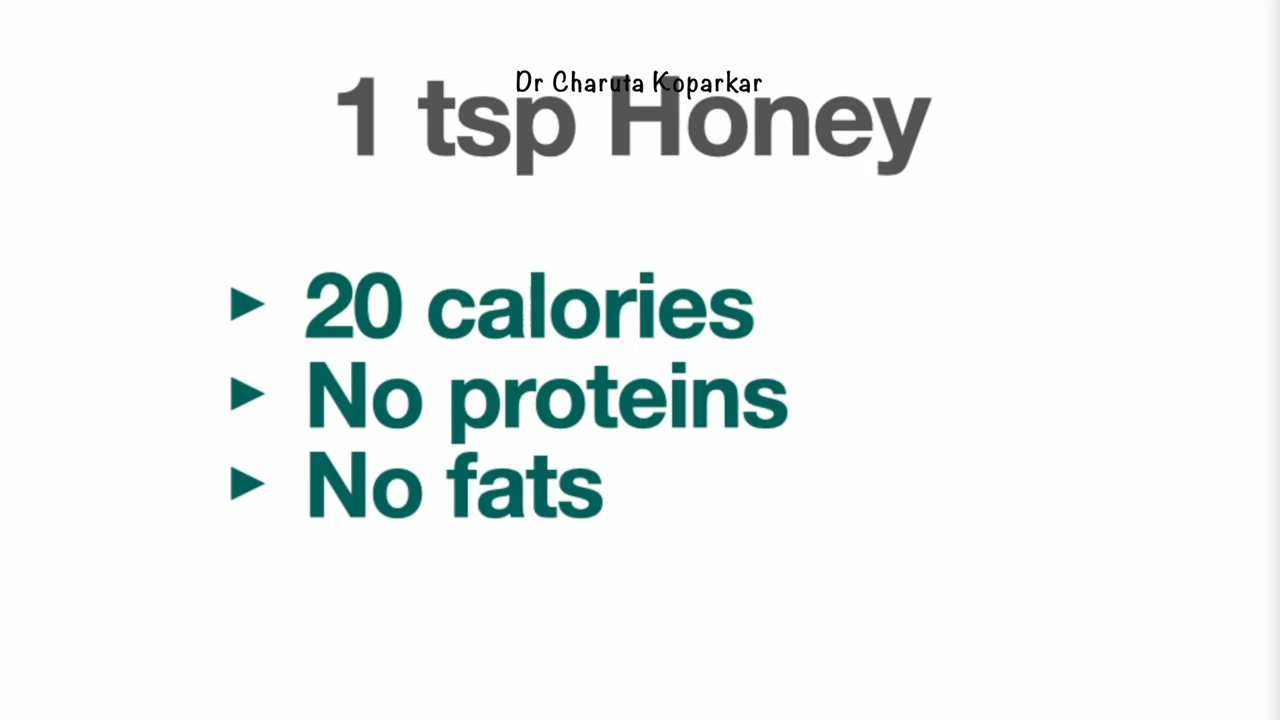 Dr Charuta Koparkar
1 tsp Honey
► 20 calories
► No proteins
► No fats